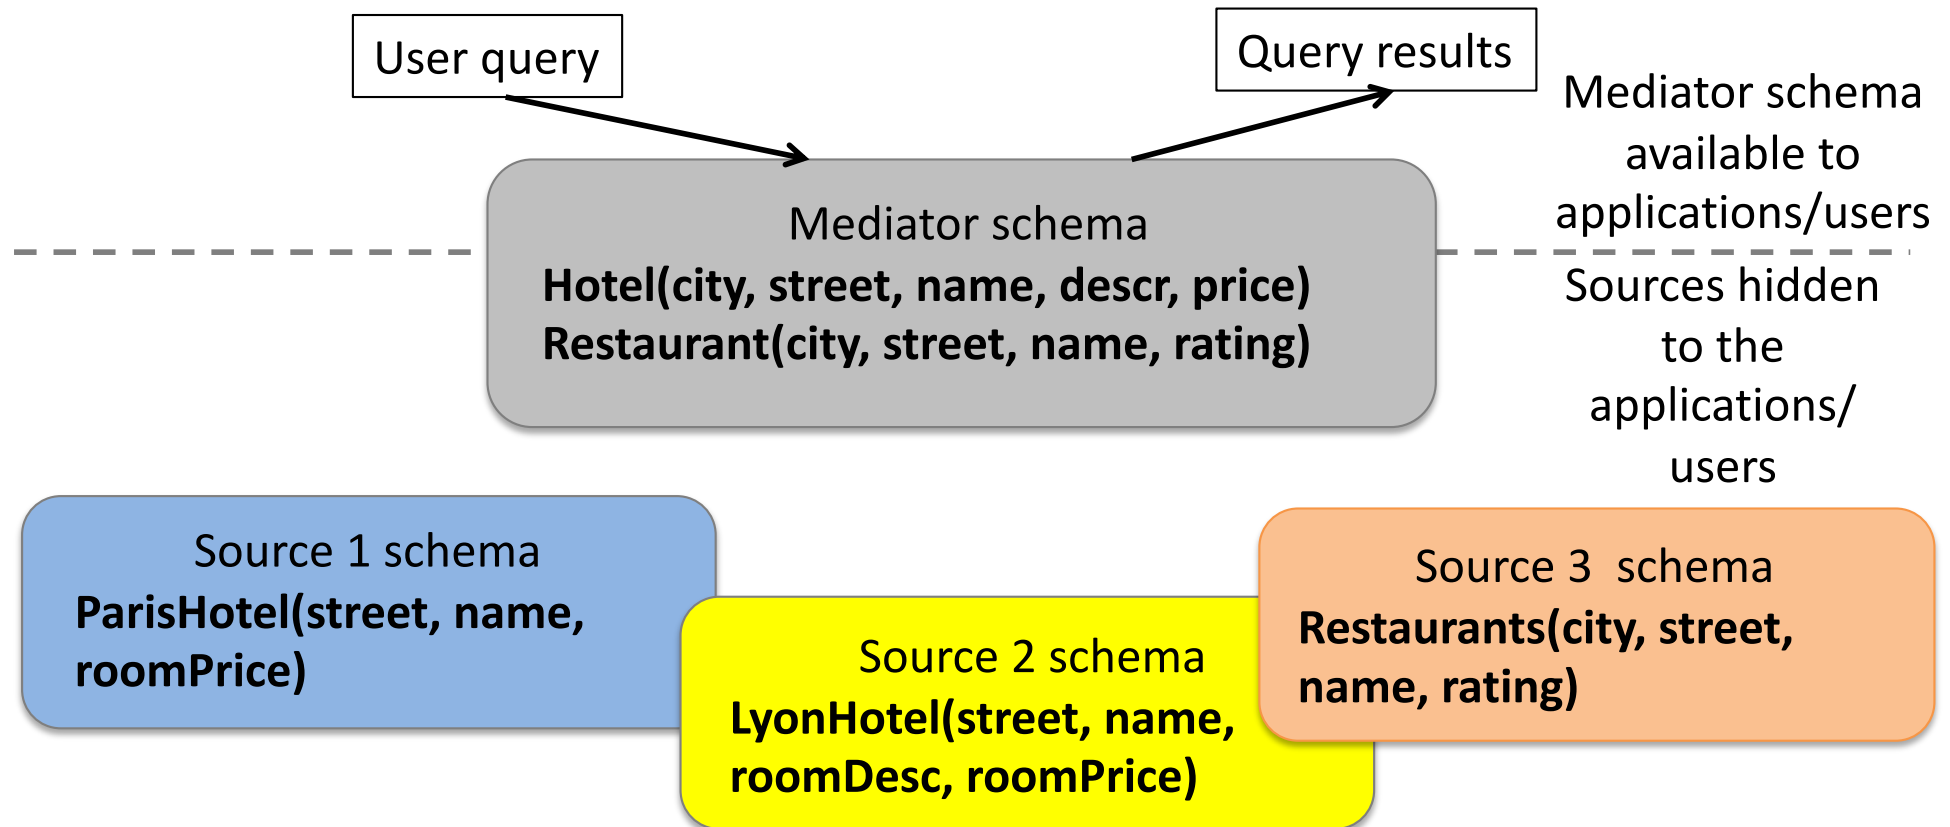 User query
Query results
Mediator schema
available to
applications/users
Mediator schema
Hotel(city, street, name, descr, price)
Restaurant(city, street, name, rating)
Sources hidden
to the
applications/
users
Source 1 schema
ParisHotel(street, name,
roomPrice)
Source 2 schema
LyonHotel(street, name,
roomDesc, roomPrice)
Source 3  schema
Restaurants(city, street,
name, rating)